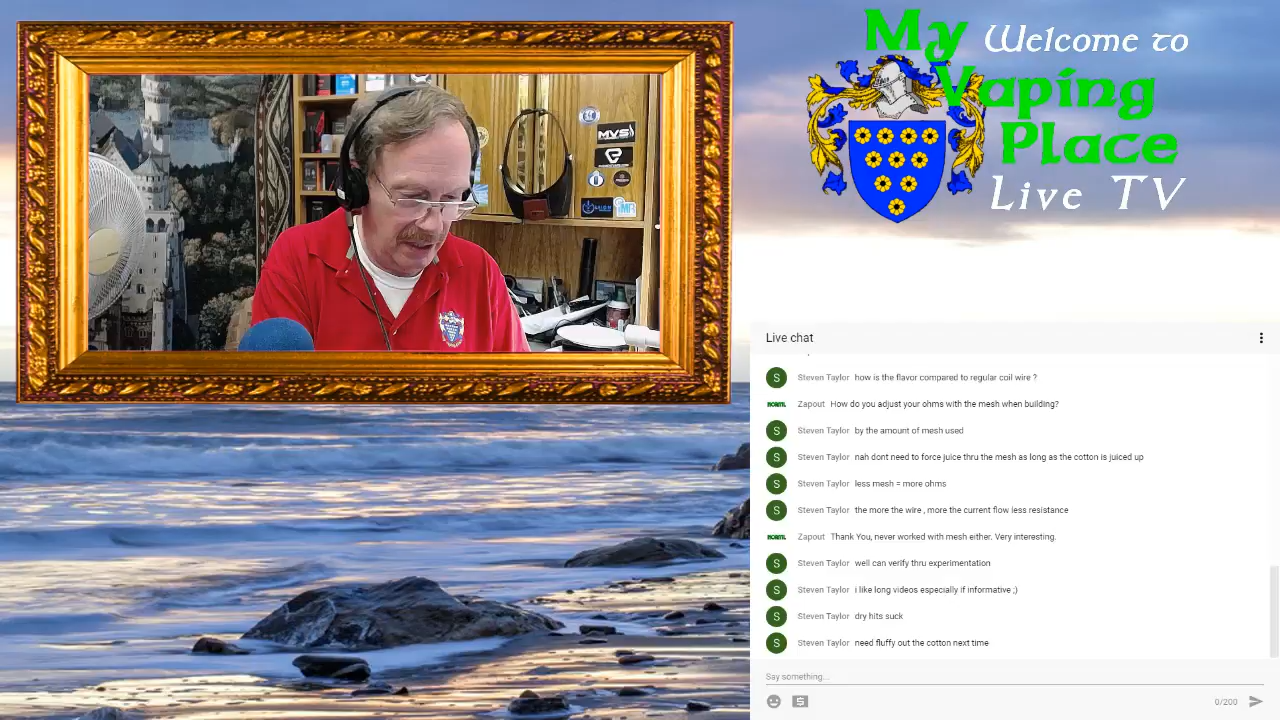 My Welcome to
Vaping
Place
Live TV
MVS
GMR
Live chat
S Steven Taylor how is the flavor compared to regular coil wire ?
Zapout How do you adjust your ohms with the mesh when building?
S Steven Taylor by the amount of mesh used
S Steven Taylor nah dont need to force juice thru the mesh as long as the cotton is juiced up
S Steven Taylor less mesh = more ohms
S Steven Taylor the more the wire , more the current flow less resistance
Zapout Thank You, never worked with mesh either. Very interesting.
S Steven Taylor well can verify thru experimentation
S Steven Taylor i like long videos especially if informative ;)
S Steven Taylor dry hits suck
S Steven Taylor need fluffy out the cotton next time
Say something...
0/200